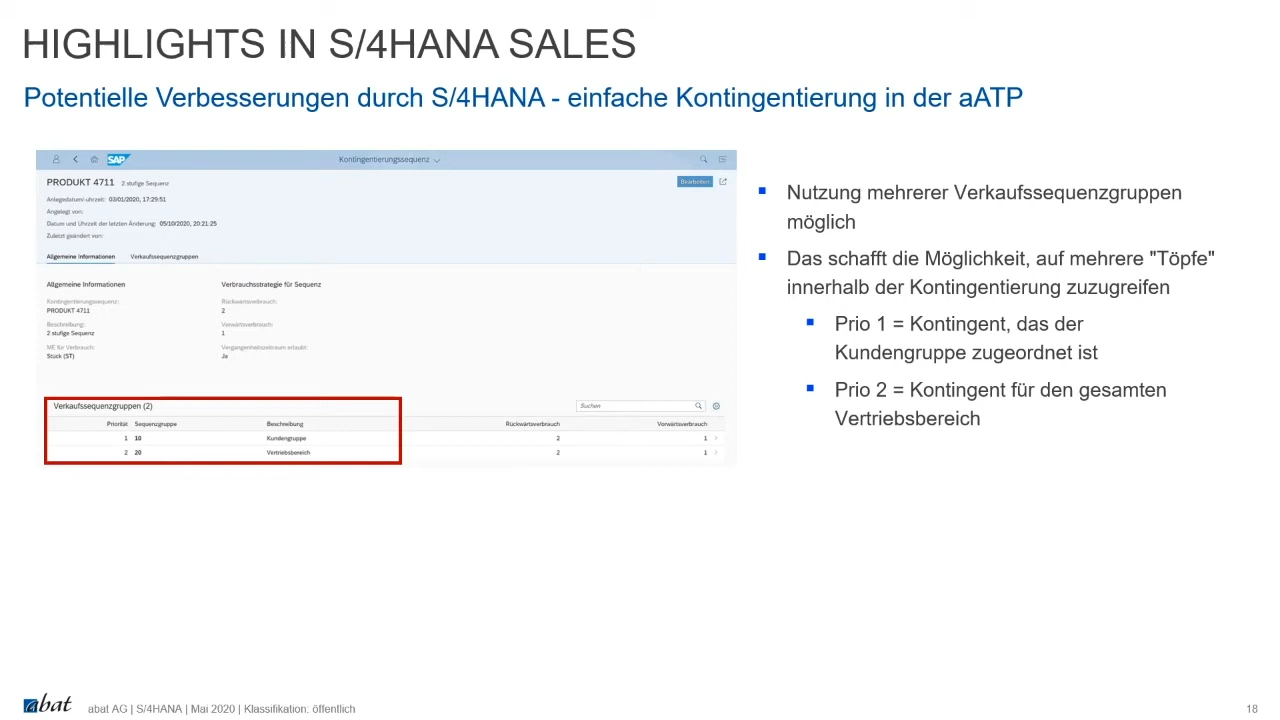 HIGHLIGHTS IN S/4HANA SALES
Potentielle Verbesserungen durch S/4HANA - einfache Kontingentierung in der aATP
SAP
Kontingentierungssequenz
PRODUKT 4711 2 stufige Sequenz
Bearbeiten
Anlegedatum/-uhrzeit: 03/01/2020, 17:29:51
Angelegt von:
Datum und Uhrzeit der letzten Änderung: 05/10/2020, 20:21:25
Zuletzt geändert von:
Allgemeine Informationen Verkaufssequenzgruppen
Allgemeine Informationen
Kontingentierungssequenz:
PRODUKT 4711
Beschreibung:
2 stufige Sequenz
ME für Verbrauch:
Stück (ST)
Verbrauchsstrategie für Sequenz
Rückwärtsverbrauch:
2
Vorwärtsverbrauch:
1
Vergangenheitszeitraum erlaubt:
Ja
Verkaufssequenzgruppen (2)
Suchen
Priorität Sequenzgruppe Beschreibung Rückwärtsverbrauch Vorwärtsverbrauch
1 10 Kundengruppe 2 1
2 20 Vertriebsbereich 2 1
Nutzung mehrerer Verkaufssequenzgruppen
möglich
Das schafft die Möglichkeit, auf mehrere "Töpfe"
innerhalb der Kontingentierung zuzugreifen
Prio 1 = Kontingent, das der
Kundengruppe zugeordnet ist
Prio 2 = Kontingent für den gesamten
Vertriebsbereich
abat
abat AG | S/4HANA | Mai 2020 | Klassifikation: öffentlich
18